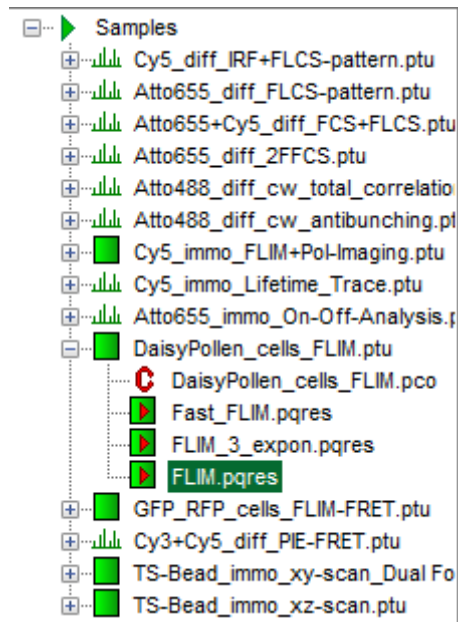 Samples
Cy5_diff_IRF+FLCS-pattern.ptu
Atto655_diff_FLCS-pattern.ptu
Atto655+Cy5_diff_FCS+FLCS.ptu
Atto655_diff_2FFCS.ptu
Atto488_diff_cw_total_correlatio
Atto488_diff_cw_antibunching.pt
Cy5_immo_FLIM+Pol-Imaging.ptu
Cy5_immo_Lifetime_Trace.ptu
Atto655_immo_On-Off-Analysis.p
DaisyPollen_cells_FLIM.ptu
C DaisyPollen_cells_FLIM.pco
Fast_FLIM.pqres
FLIM_3_expon.pqres
FLIM.pqres
GFP_RFP_cells_FLIM-FRET.ptu
Cy3+Cy5_diff_PIE-FRET.ptu
TS-Bead_immo_xy-scan_Dual Fo
TS-Bead_immo_xz-scan.ptu